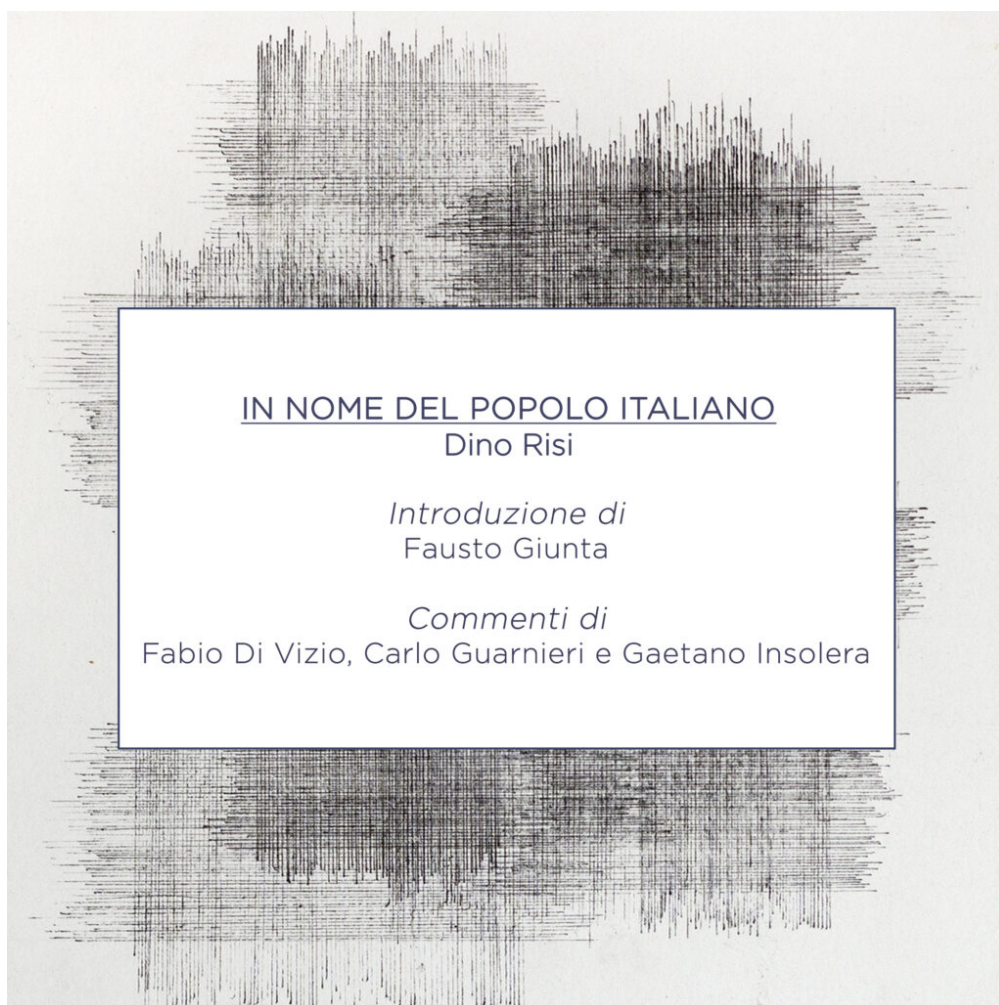 IN NOME DEL POPOLO ITALIANO
Dino Risi
Introduzione di
Fausto Giunta
Commenti di
Fabio Di Vizio, Carlo Guarnieri e Gaetano Insolera